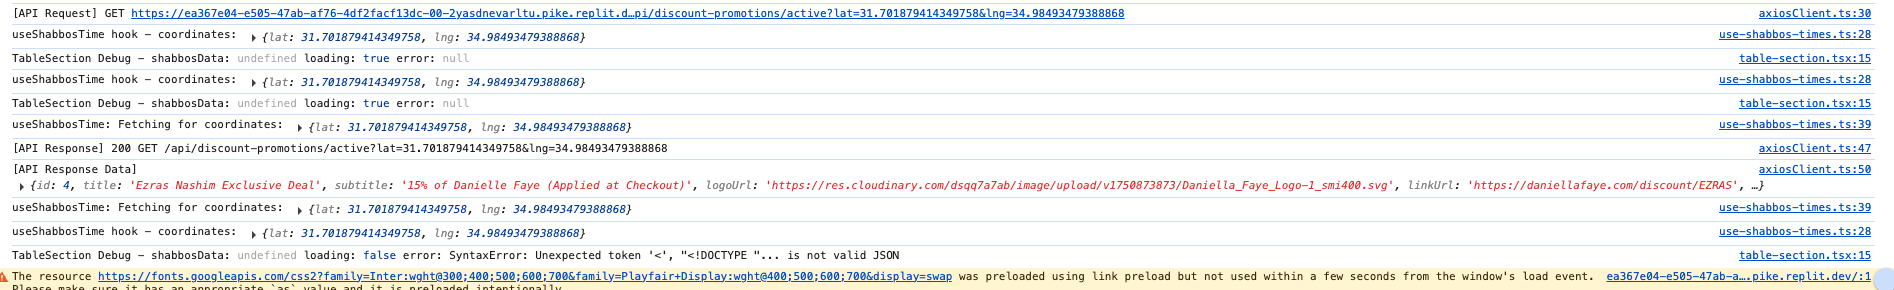 [API Request] GET https://ea367e04-e505-47ab-af76-4df2facf13dc-00-2yasdnevarltu.pike.replit.d…pi/discount-promotions/active?lat=31.701879414349758&lng=34.98493479388868 axiosClient.ts:30
useShabbosTime hook – coordinates: ▸ {lat: 31.701879414349758, lng: 34.98493479388868} use-shabbos-times.ts:28
TableSection Debug – shabbosData: undefined loading: true error: null table-section.tsx:15
useShabbosTime hook – coordinates: ▸ {lat: 31.701879414349758, lng: 34.98493479388868} use-shabbos-times.ts:28
TableSection Debug – shabbosData: undefined loading: true error: null table-section.tsx:15
useShabbosTime: Fetching for coordinates: ▸ {lat: 31.701879414349758, lng: 34.98493479388868} use-shabbos-times.ts:39
[API Response] 200 GET /api/discount-promotions/active?lat=31.701879414349758&lng=34.98493479388868 axiosClient.ts:47
[API Response Data] axiosClient.ts:50
▸ {id: 4, title: 'Ezras Nashim Exclusive Deal', subtitle: '15% of Danielle Faye (Applied at Checkout)', logoUrl: 'https://res.cloudinary.com/dsqq7a7ab/image/upload/v1750873873/Daniella_Faye_Logo-1_smi400.svg', linkUrl: 'https://daniellafaye.com/discount/EZRAS', …}
useShabbosTime: Fetching for coordinates: ▸ {lat: 31.701879414349758, lng: 34.98493479388868} use-shabbos-times.ts:39
useShabbosTime hook – coordinates: ▸ {lat: 31.701879414349758, lng: 34.98493479388868} use-shabbos-times.ts:28
TableSection Debug – shabbosData: undefined loading: false error: SyntaxError: Unexpected token '<', "<!DOCTYPE "... is not valid JSON table-section.tsx:15
The resource https://fonts.googleapis.com/css2?family=Inter:wght@300;400;500;600;700&family=Playfair+Display:wght@400;500;600;700&display=swap was preloaded using link preload but not used within a few seconds from the window's load event. ea367e04-e505-47ab-a….pike.replit.dev/:1
Please make sure it has an appropriate `as` value and it is preloaded intentionally